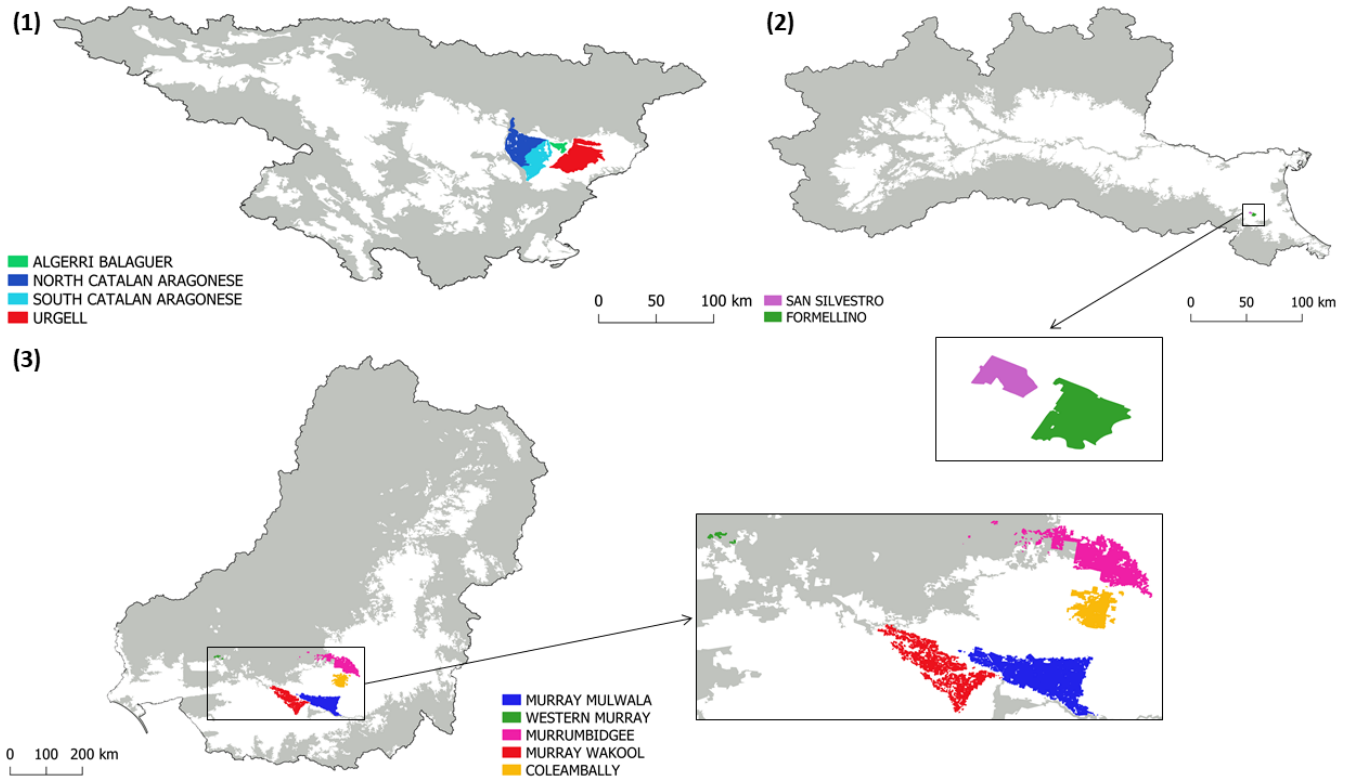 (1)
ALGERRI BALAGUER
NORTH CATALAN ARAGONESE
SOUTH CATALAN ARAGONESE
URGELL
0 50 100 km
(2)
SAN SILVESTRO
FORMELLINO
0 50 100 km
(3)
MURRAY MULWALA
WESTERN MURRAY
MURRUMBIDGEE
MURRAY WAKOOL
COLEAMBALLY
0 100 200 km